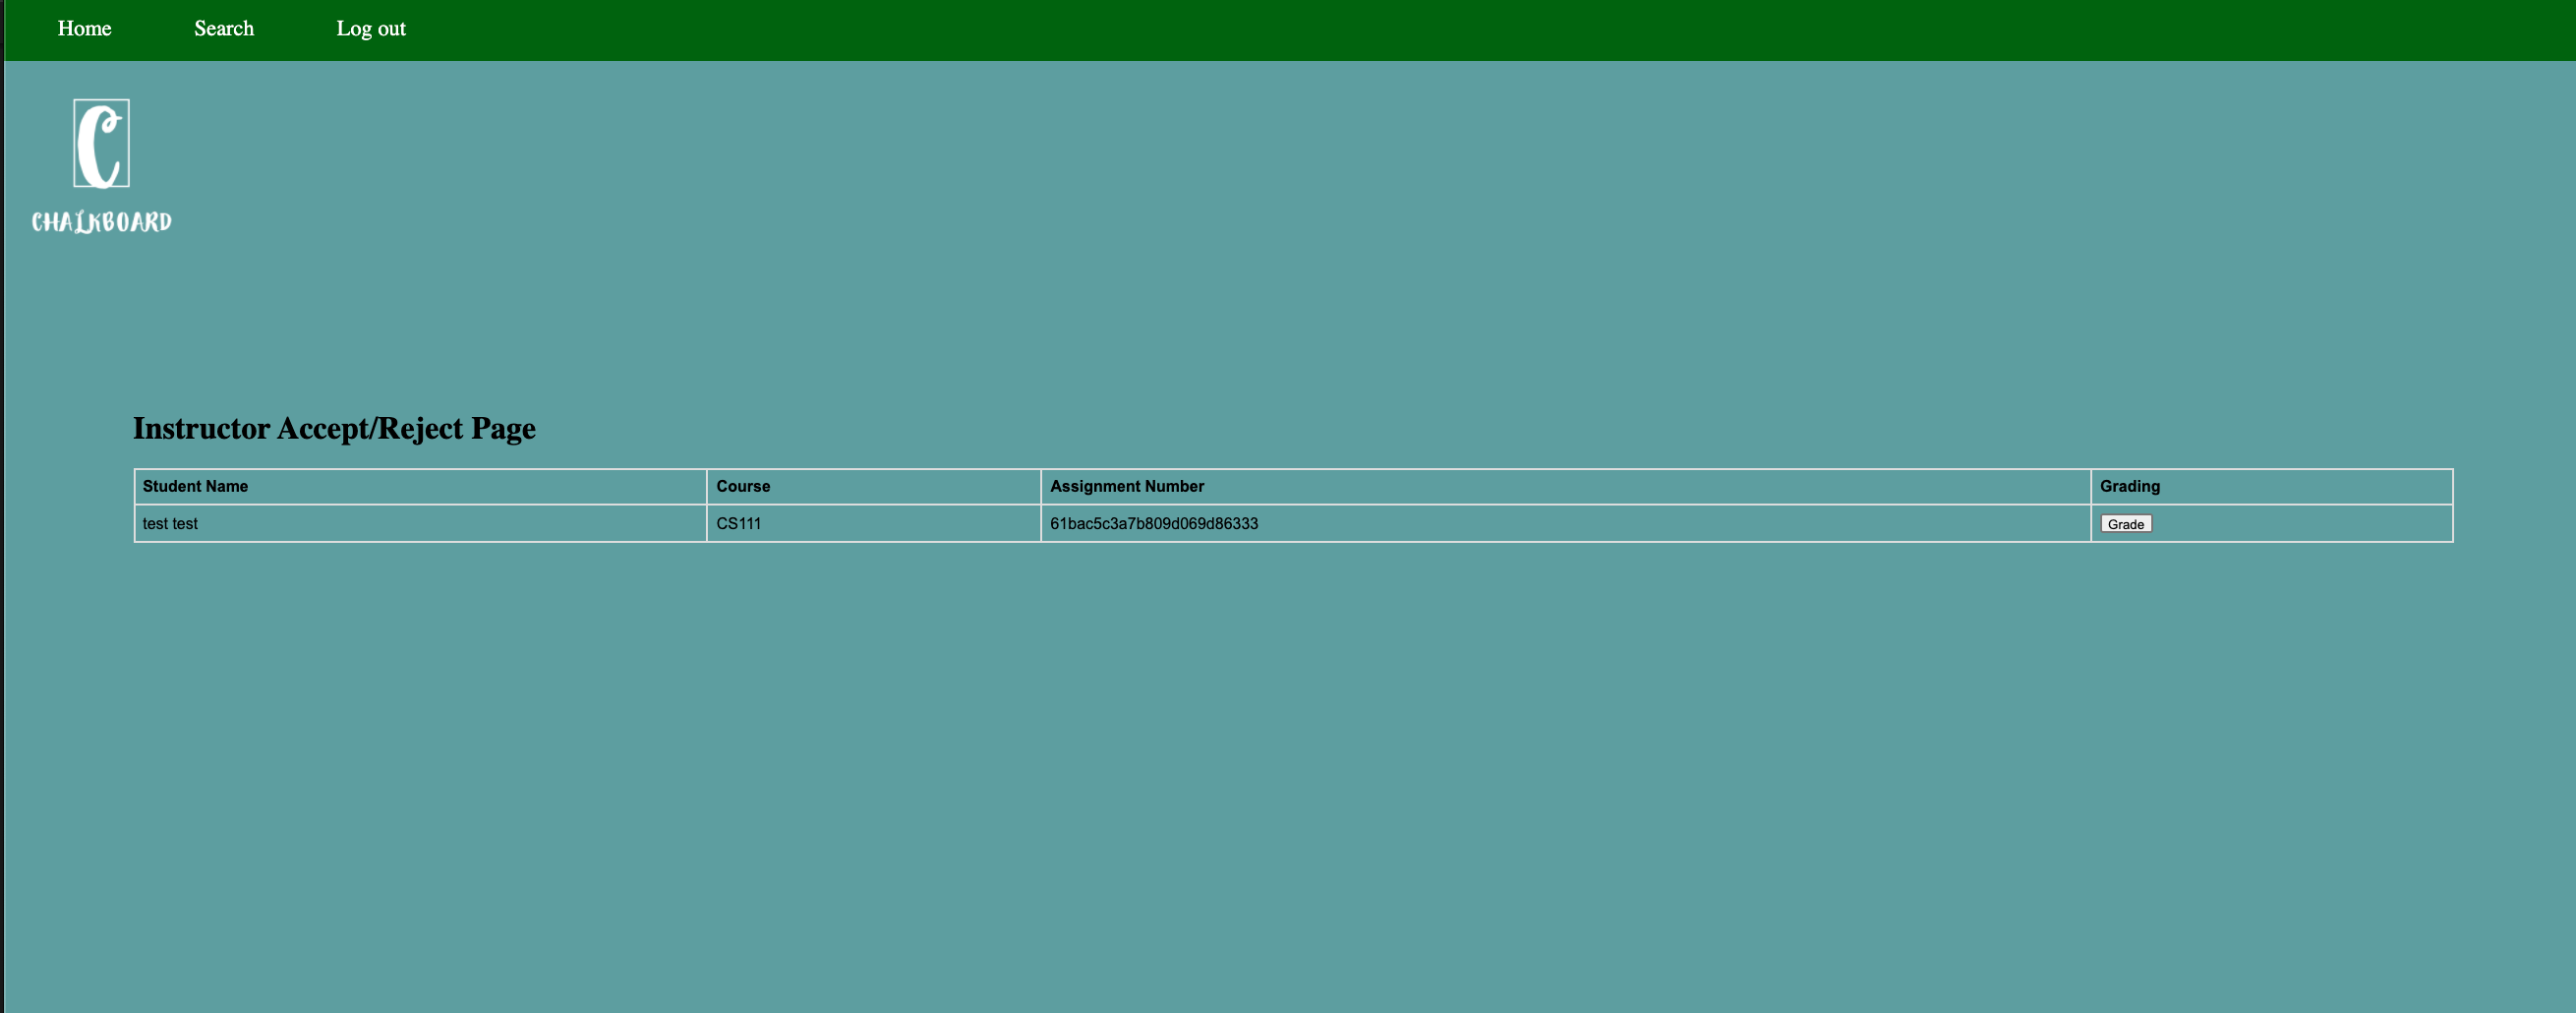 Home Search Log out
C
CHALKBOARD
Instructor Accept/Reject Page
Student Name Course Assignment Number Grading
test test CS111 61bac5c3a7b809d069d86333 Grade